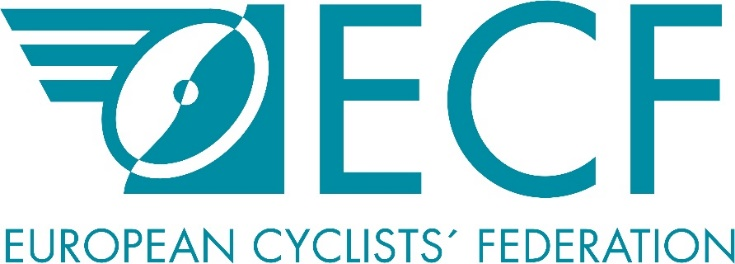 ECF
EUROPEAN CYCLISTS´ FEDERATION